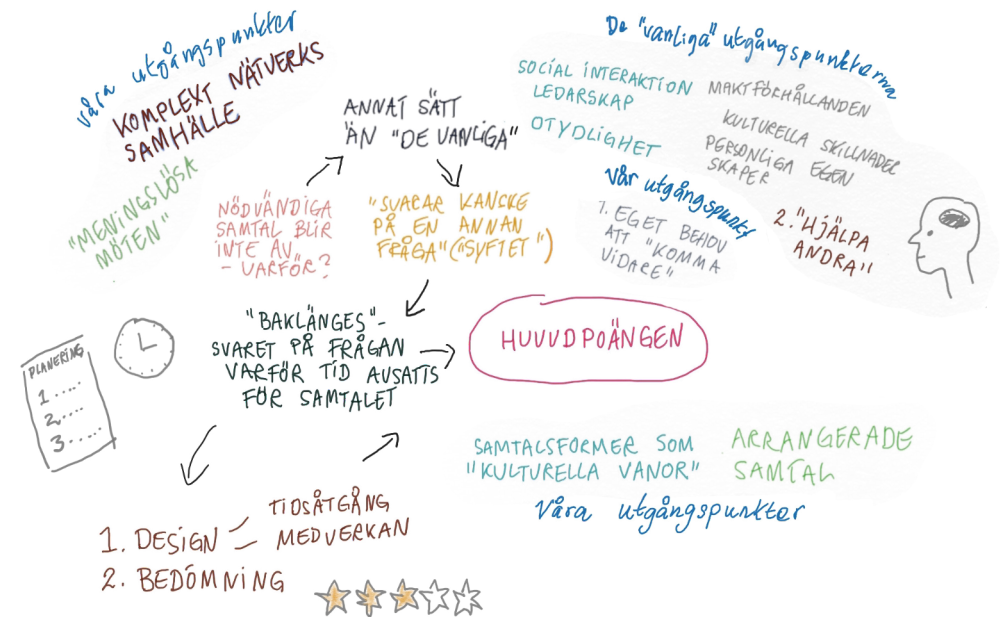 våra utgångspunkter
KOMPLEXT NÄTVERKS
SAMHÄLLE
"MENINGSLÖSA
MÖTEN"
ANNAT SÄTT
ÄN "DE VANLIGA"
De "vanliga" utgångspunkterna
SOCIAL INTERAKTION
LEDARSKAP
OTYDLIGHET
MAKTFÖRHÅLLANDEN
KULTURELLA SKILLNADER
PERSONLIGA EGEN
SKAPER
NÖDVÄNDIGA
SAMTAL BLIR
INTE AV
- VARFÖR?
"SVARAR KANSKE
PÅ EN ANNAN
FRÅGA" ("SYFTET")
Vår utgångspunkt
1. EGET BEHOV
ATT "KOMMA
VIDARE"
2. "HJÄLPA
ANDRA"
"BAKLÄNGES"-
SVARET PÅ FRÅGAN
VARFÖR TID AVSATTS
FÖR SAMTALET
HUVUDPOÄNGEN
PLANERING
1.....
2.....
3......
SAMTALSFORMER SOM
"KULTURELLA VANOR"
ARRANGERADE
SAMTAL
Våra utgångspunkter
1. DESIGN
TIDSÅTGÅNG
MEDVERKAN
2. BEDÖMNING